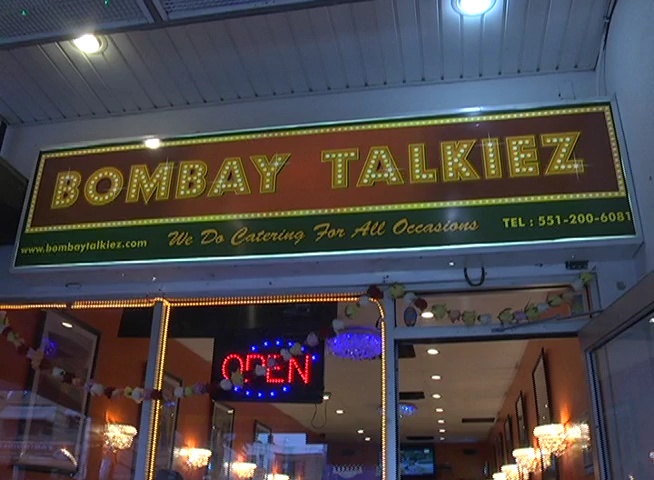 BOMBAY TALKIEZ
www.bombaytalkiez.com We Do Catering For All Occasions TEL : 551-200-6081
OPEN